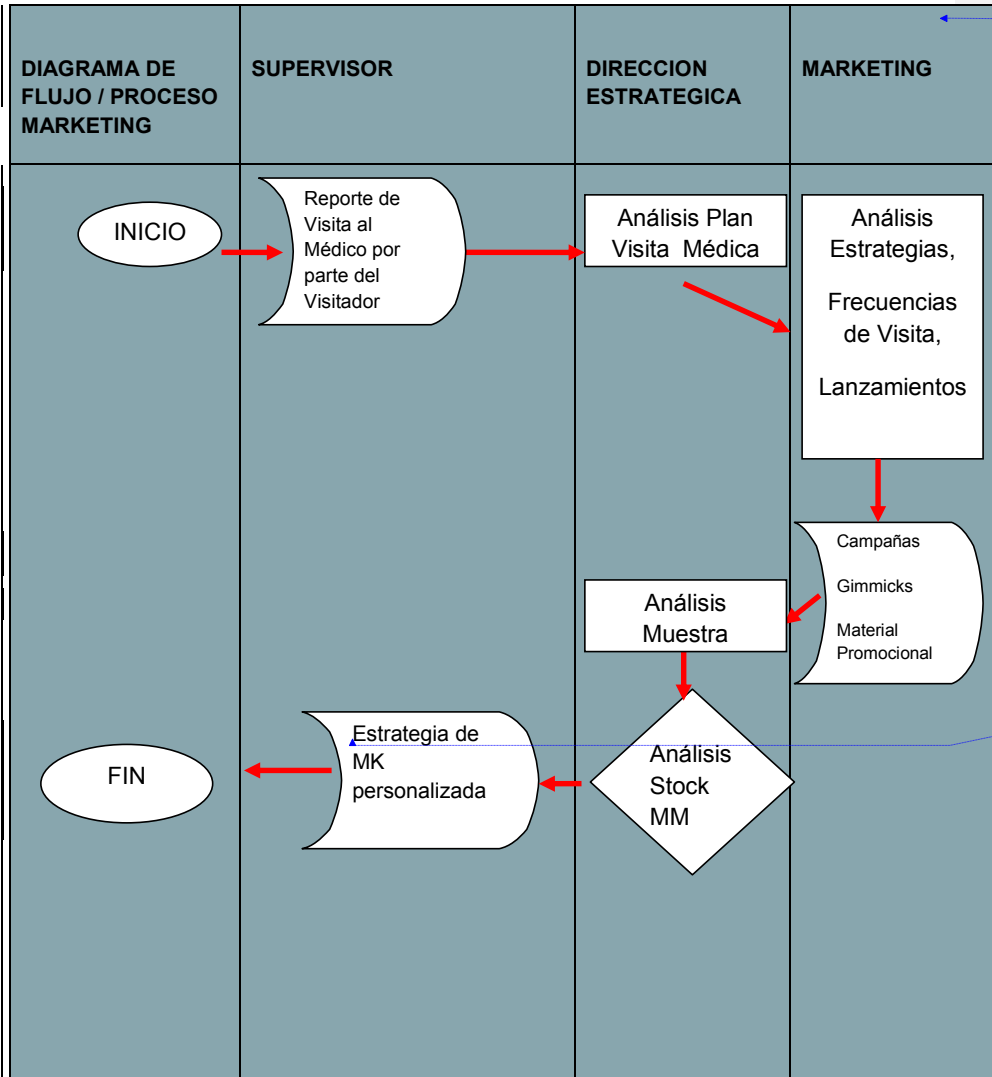 DIAGRAMA DE
FLUJO / PROCESO
MARKETING
SUPERVISOR
DIRECCION
ESTRATEGICA
MARKETING
INICIO
Reporte de
Visita al
Médico por
parte del
Visitador
Análisis Plan
Visita Médica
Análisis
Estrategias,
Frecuencias
de Visita,
Lanzamientos
Campañas
Gimmicks
Material
Promocional
Análisis
Muestra
Análisis
Stock
MM
Estrategia de
MK
personalizada
FIN